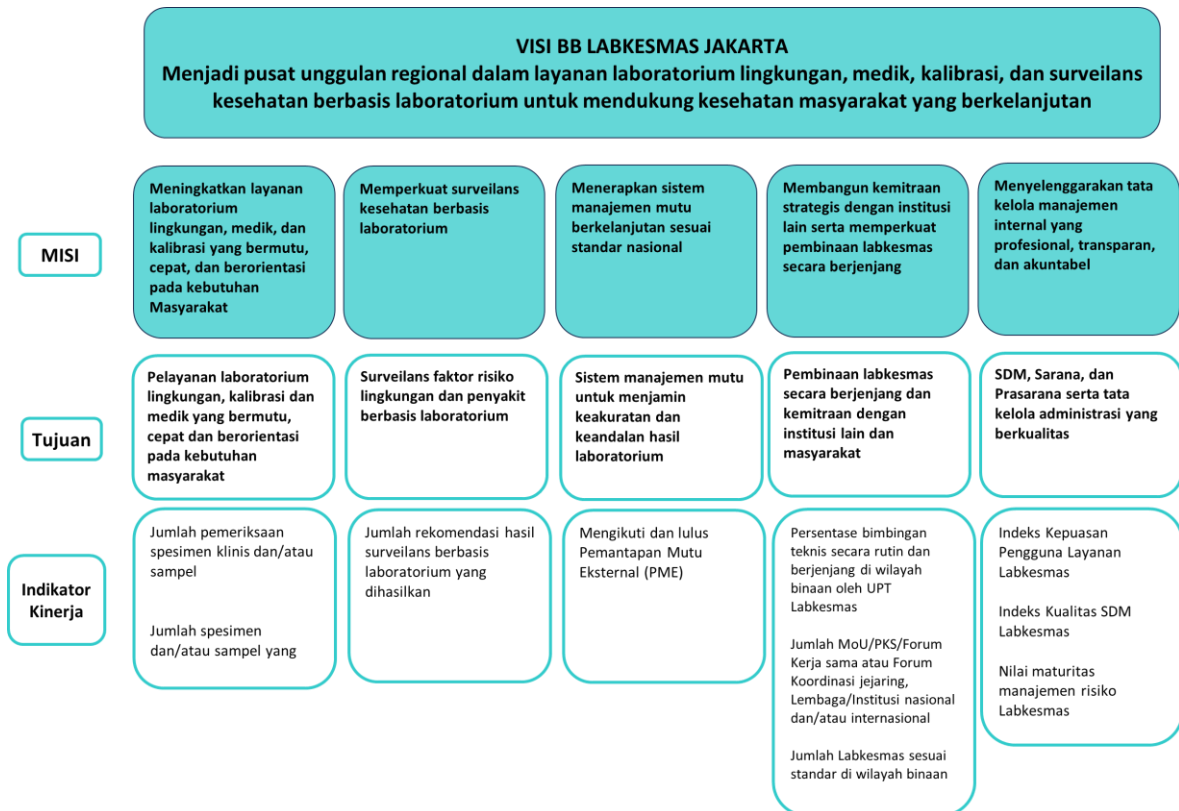 VISI BB LABKESMAS JAKARTA
Menjadi pusat unggulan regional dalam layanan laboratorium lingkungan, medik, kalibrasi, dan surveilans
kesehatan berbasis laboratorium untuk mendukung kesehatan masyarakat yang berkelanjutan
MISI
Meningkatkan layanan
laboratorium
lingkungan, medik, dan
kalibrasi yang bermutu,
cepat, dan berorientasi
pada kebutuhan
Masyarakat
Memperkuat surveilans
kesehatan berbasis
laboratorium
Menerapkan sistem
manajemen mutu
berkelanjutan sesuai
standar nasional
Membangun kemitraan
strategis dengan institusi
lain serta memperkuat
pembinaan labkesmas
secara berjenjang
Menyelenggarakan tata
kelola manajemen
internal yang
profesional, transparan,
dan akuntabel
Tujuan
Pelayanan laboratorium
lingkungan, kalibrasi dan
medik yang bermutu,
cepat dan berorientasi
pada kebutuhan
masyarakat
Surveilans faktor risiko
lingkungan dan penyakit
berbasis laboratorium
Sistem manajemen mutu
untuk menjamin
keakuratan dan
keandalan hasil
laboratorium
Pembinaan labkesmas
secara berjenjang dan
kemitraan dengan
institusi lain dan
masyarakat
SDM, Sarana, dan
Prasarana serta tata
kelola administrasi yang
berkualitas
Indikator
Kinerja
Jumlah pemeriksaan
spesimen klinis dan/atau
sampel
Jumlah spesimen
dan/atau sampel yang
Jumlah rekomendasi hasil
surveilans berbasis
laboratorium yang
dihasilkan
Mengikuti dan lulus
Pemantapan Mutu
Eksternal (PME)
Persentase bimbingan
teknis secara rutin dan
berjenjang di wilayah
binaan oleh UPT
Labkesmas
Jumlah MoU/PKS/Forum
Kerja sama atau Forum
Koordinasi jejaring,
Lembaga/Institusi nasional
dan/atau internasional
Jumlah Labkesmas sesuai
standar di wilayah binaan
Indeks Kepuasan
Pengguna Layanan
Labkesmas
Indeks Kualitas SDM
Labkesmas
Nilai maturitas
manajemen risiko
Labkesmas